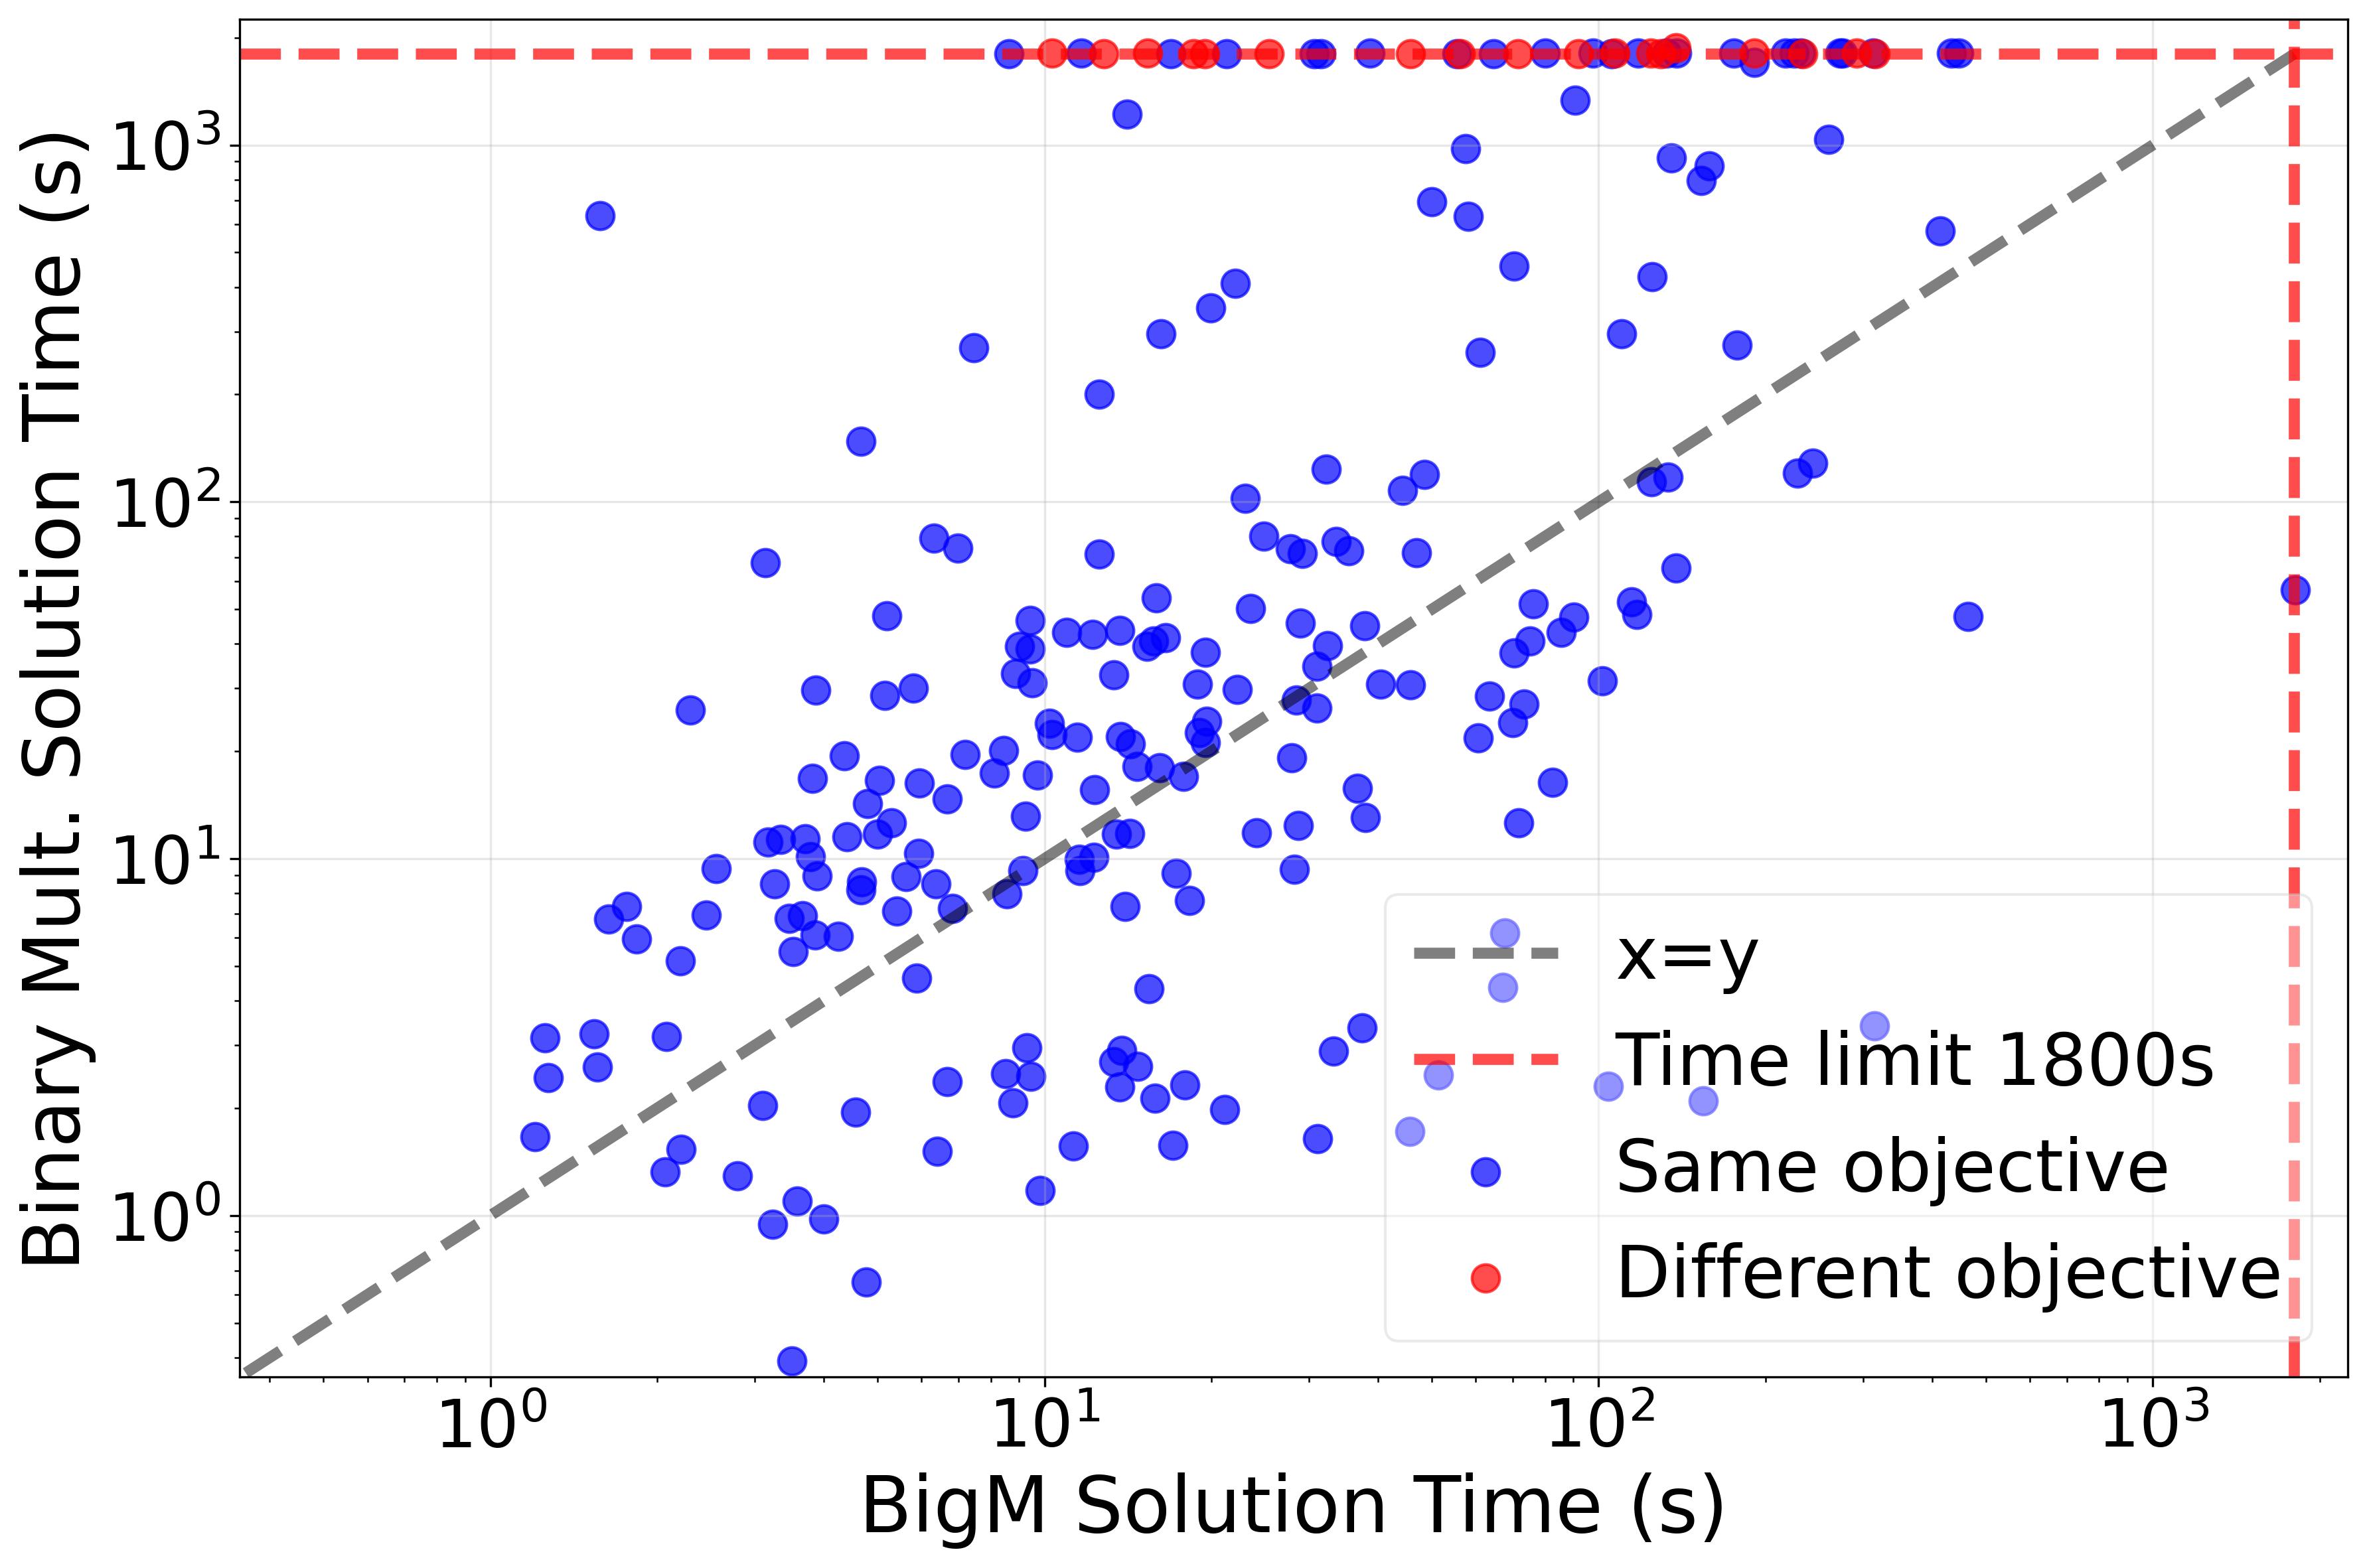 Binary Mult. Solution Time (s)
10³
10²
10¹
10⁰
x=y
Time limit 1800s
Same objective
Different objective
10⁰ 10¹ 10² 10³
BigM Solution Time (s)